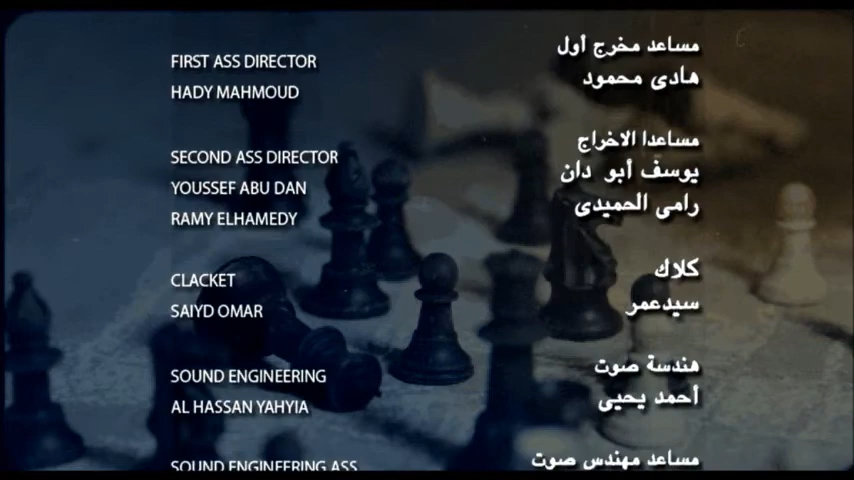 FIRST ASS DIRECTOR
HADY MAHMOUD
مساعد مخرج أول
هادى محمود
SECOND ASS DIRECTOR
YOUSSEF ABU DAN
RAMY ELHAMEDY
مساعدا الاخراج
يوسف أبو دان
رامى الحميدى
CLACKET
SAIYD OMAR
كلاك
سيدعمر
SOUND ENGINEERING
AL HASSAN YAHYIA
هندسة صوت
أحمد يحيى
SOUND ENGINEERING ASS
مساعد مهندس صوت